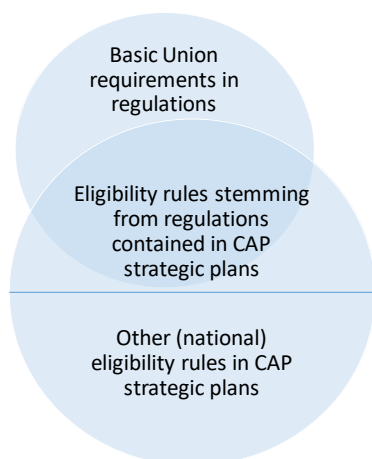 Basic Union
requirements in
regulations
Eligibility rules stemming
from regulations
contained in CAP
strategic plans
Other (national)
eligibility rules in CAP
strategic plans